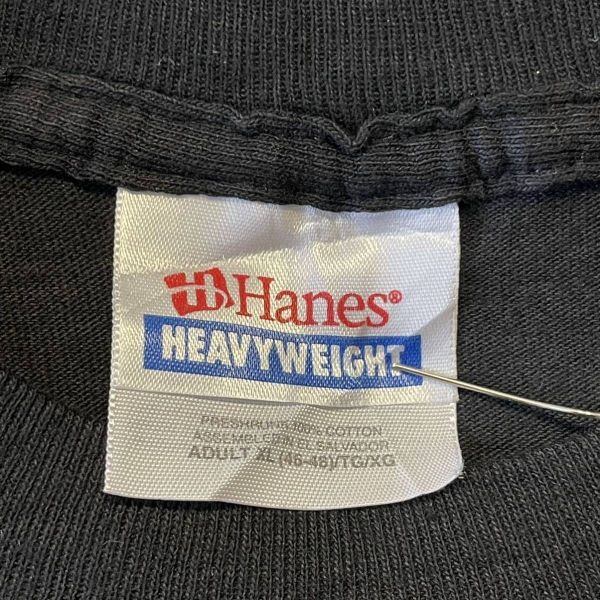 H Hanes®
HEAVYWEIGHT
PRESHRUNK 100% COTTON
ASSEMBLED IN EL SALVADOR
ADULT XL (46-48)/TG/XG